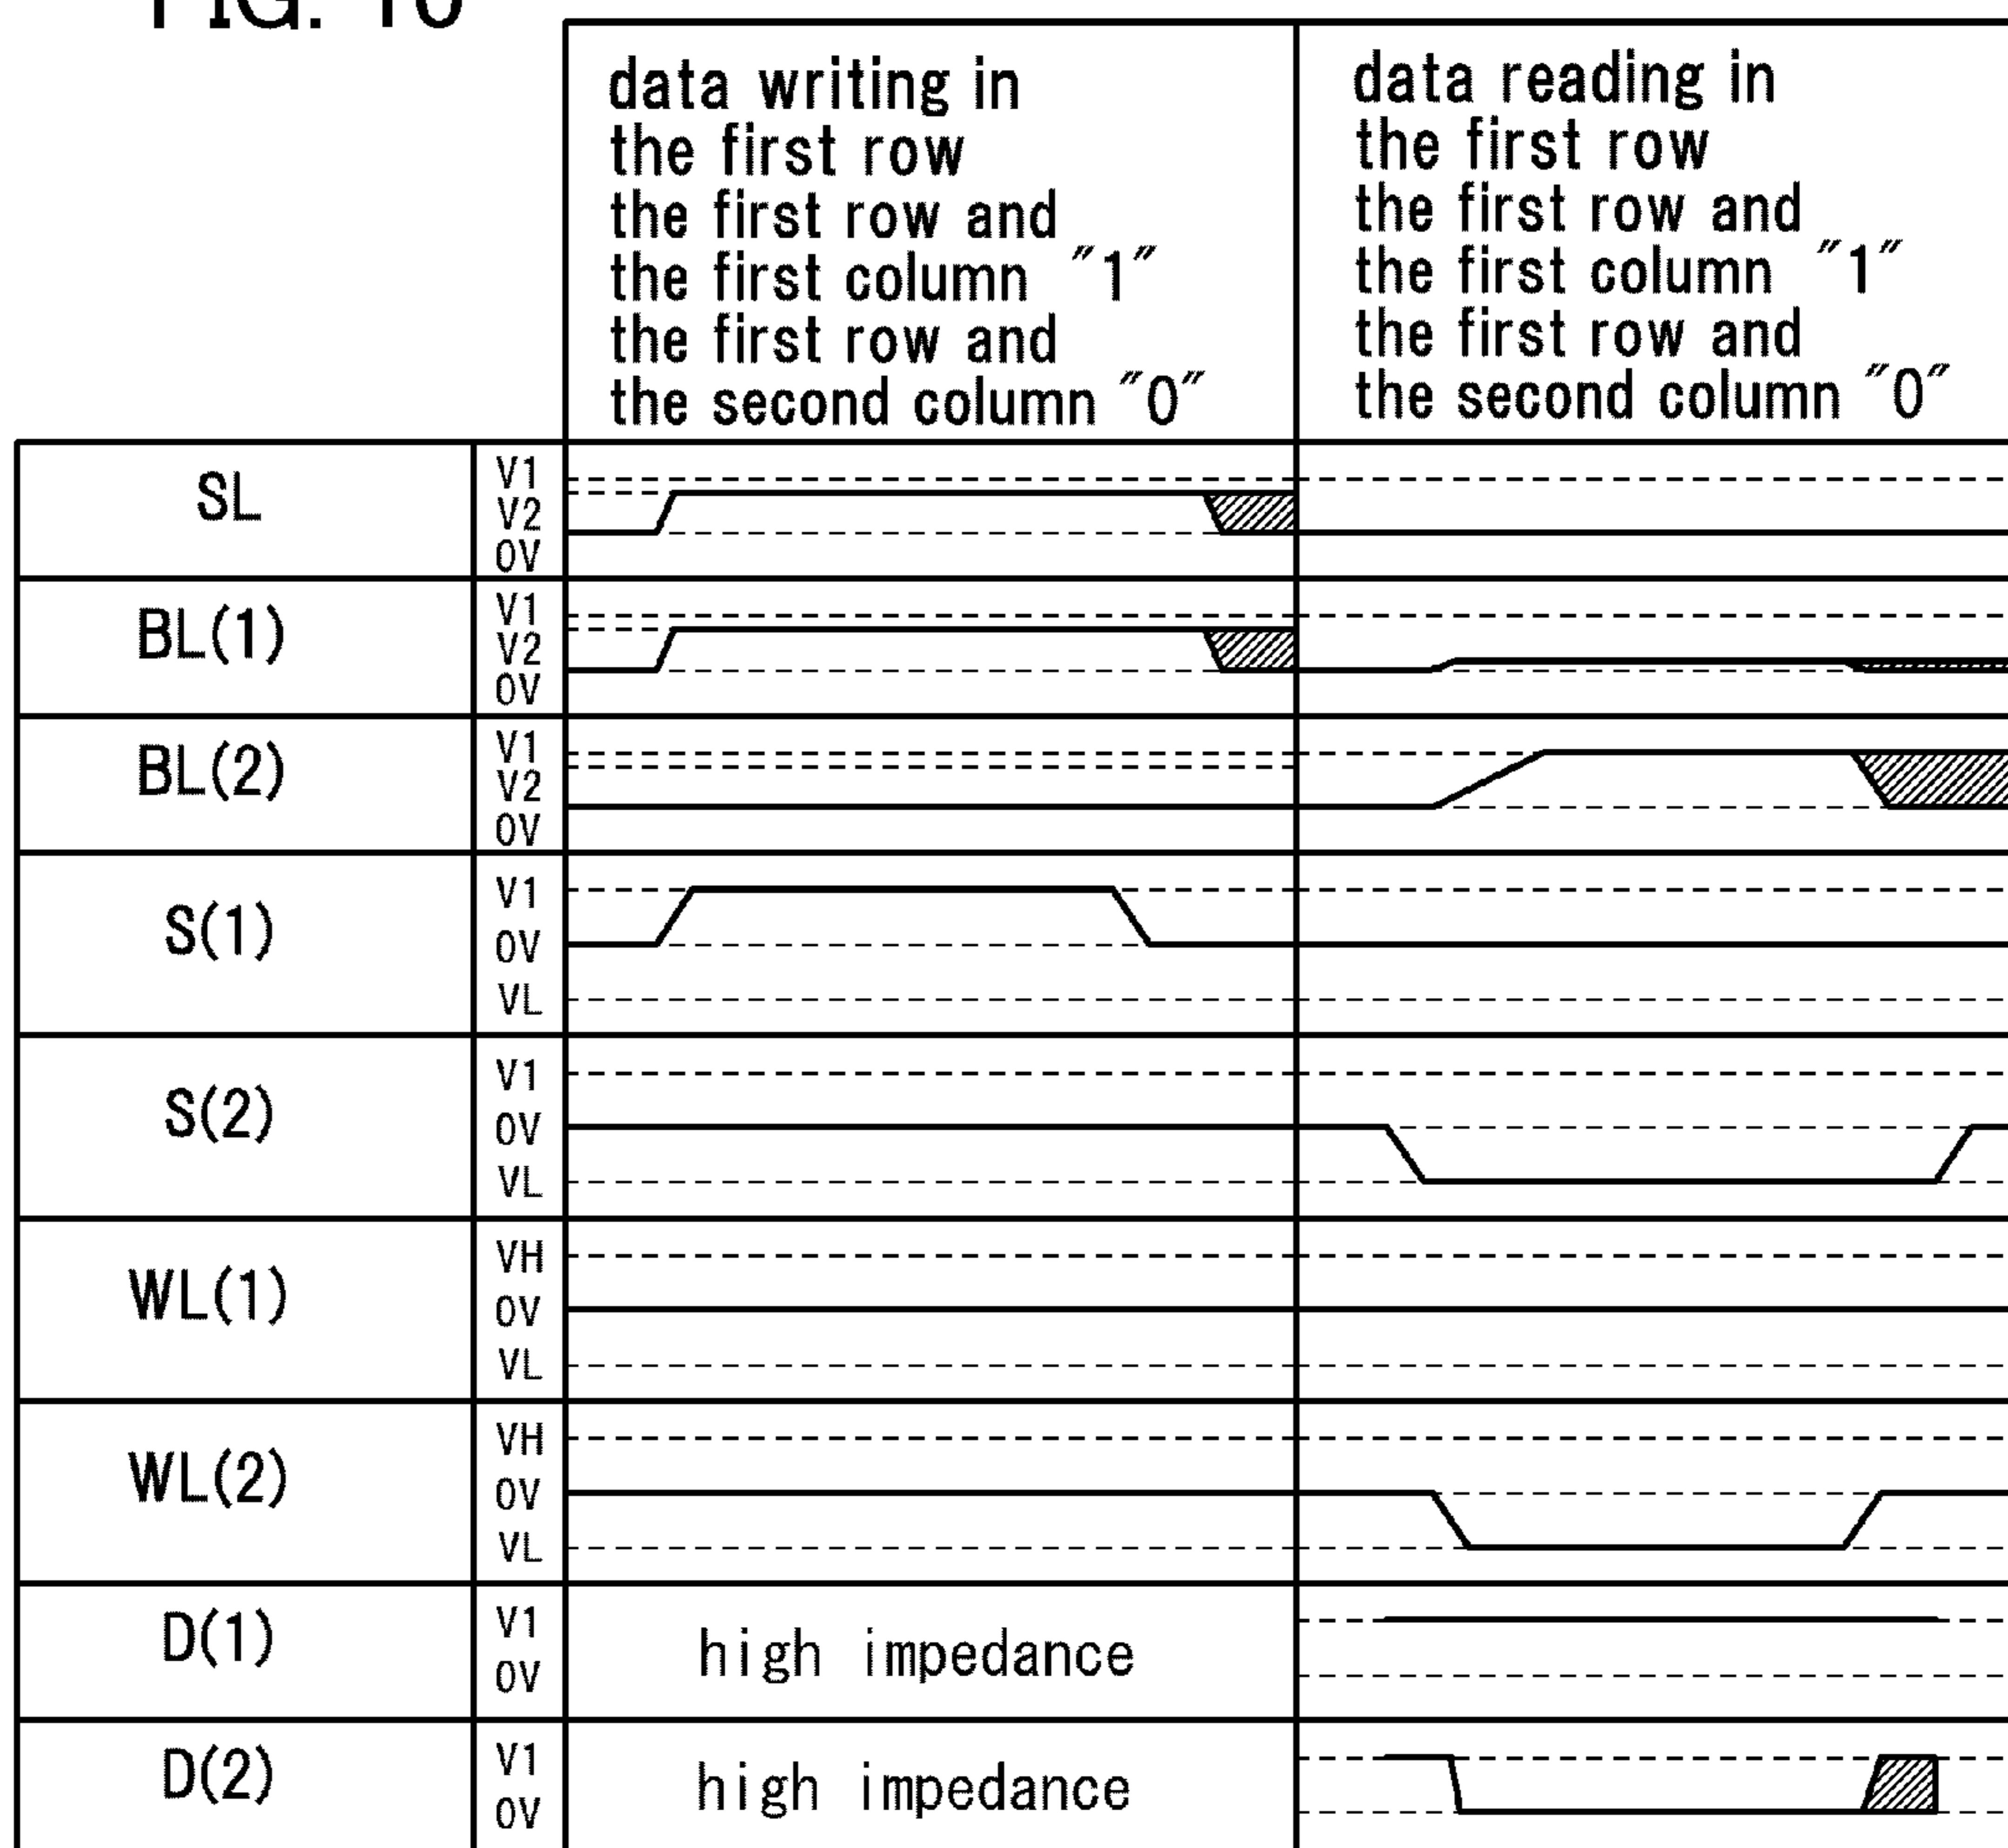 FIG. 10
data writing in
the first row
the first row and
the first column "1"
the first row and
the second column "0"
data reading in
the first row
the first row and
the first column "1"
the first row and
the second column "0"
SL
V1
V2
0V
BL(1)
V1
V2
0V
BL(2)
V1
V2
0V
S(1)
V1
0V
VL
S(2)
V1
0V
VL
WL(1)
VH
0V
VL
WL(2)
VH
0V
VL
D(1)
V1
0V
high impedance
D(2)
V1
0V
high impedance